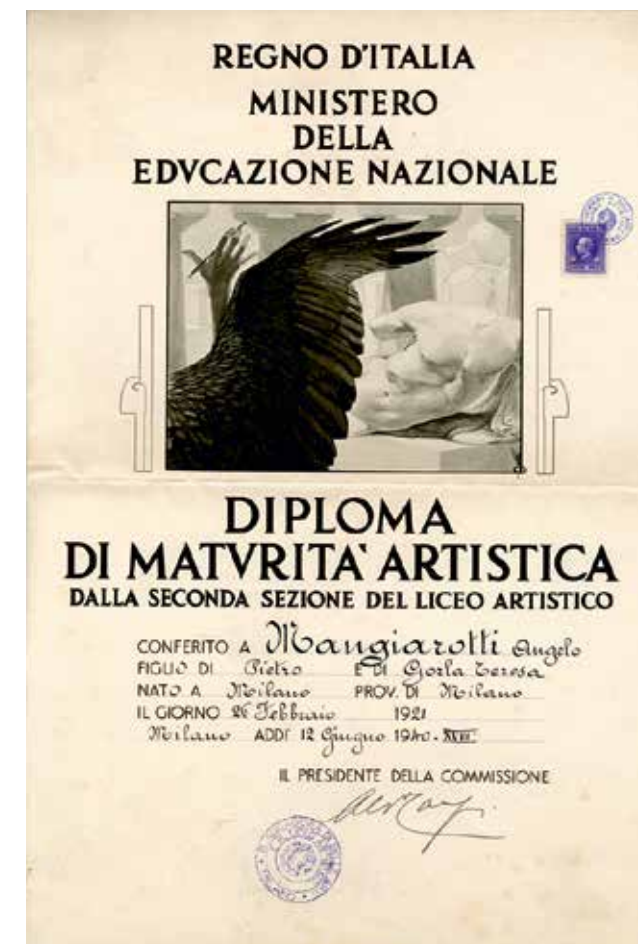 REGNO D'ITALIA
MINISTERO
DELLA
EDVCAZIONE NAZIONALE
DIPLOMA
DI MATVRITA' ARTISTICA
DALLA SECONDA SEZIONE DEL LICEO ARTISTICO
CONFERITO A Mangiarotti Angelo
FIGLIO DI Pietro E DI Gorla Teresa
NATO A Milano PROV. DI Milano
IL GIORNO 26 Febbraio 1921
Milano ADDI' 12 Giugno 1940 - XVIII
IL PRESIDENTE DELLA COMMISSIONE